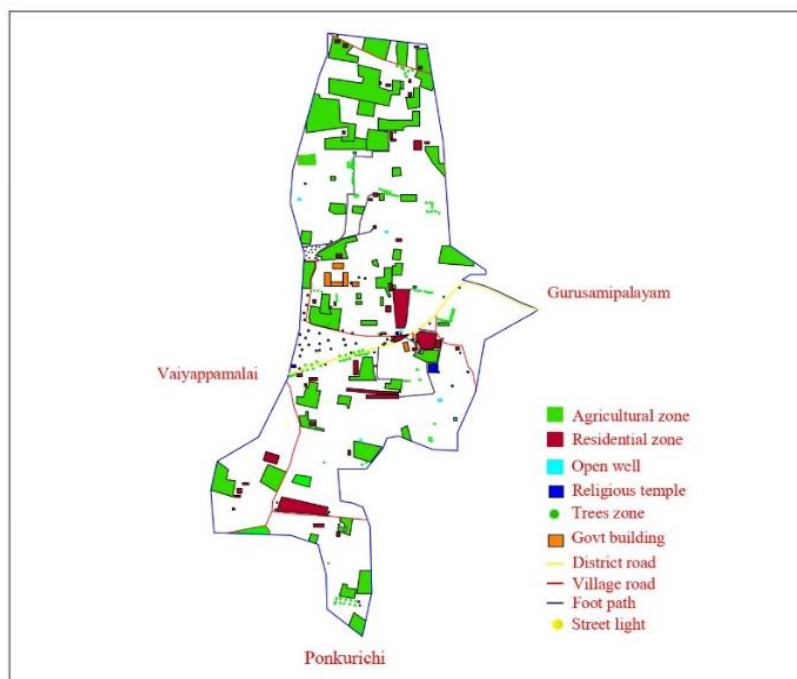 Gurusamipalayam
Vaiyappamalai
Agricultural zone
Residential zone
Open well
Religious temple
Trees zone
Govt building
District road
Village road
Foot path
Street light
Ponkurichi